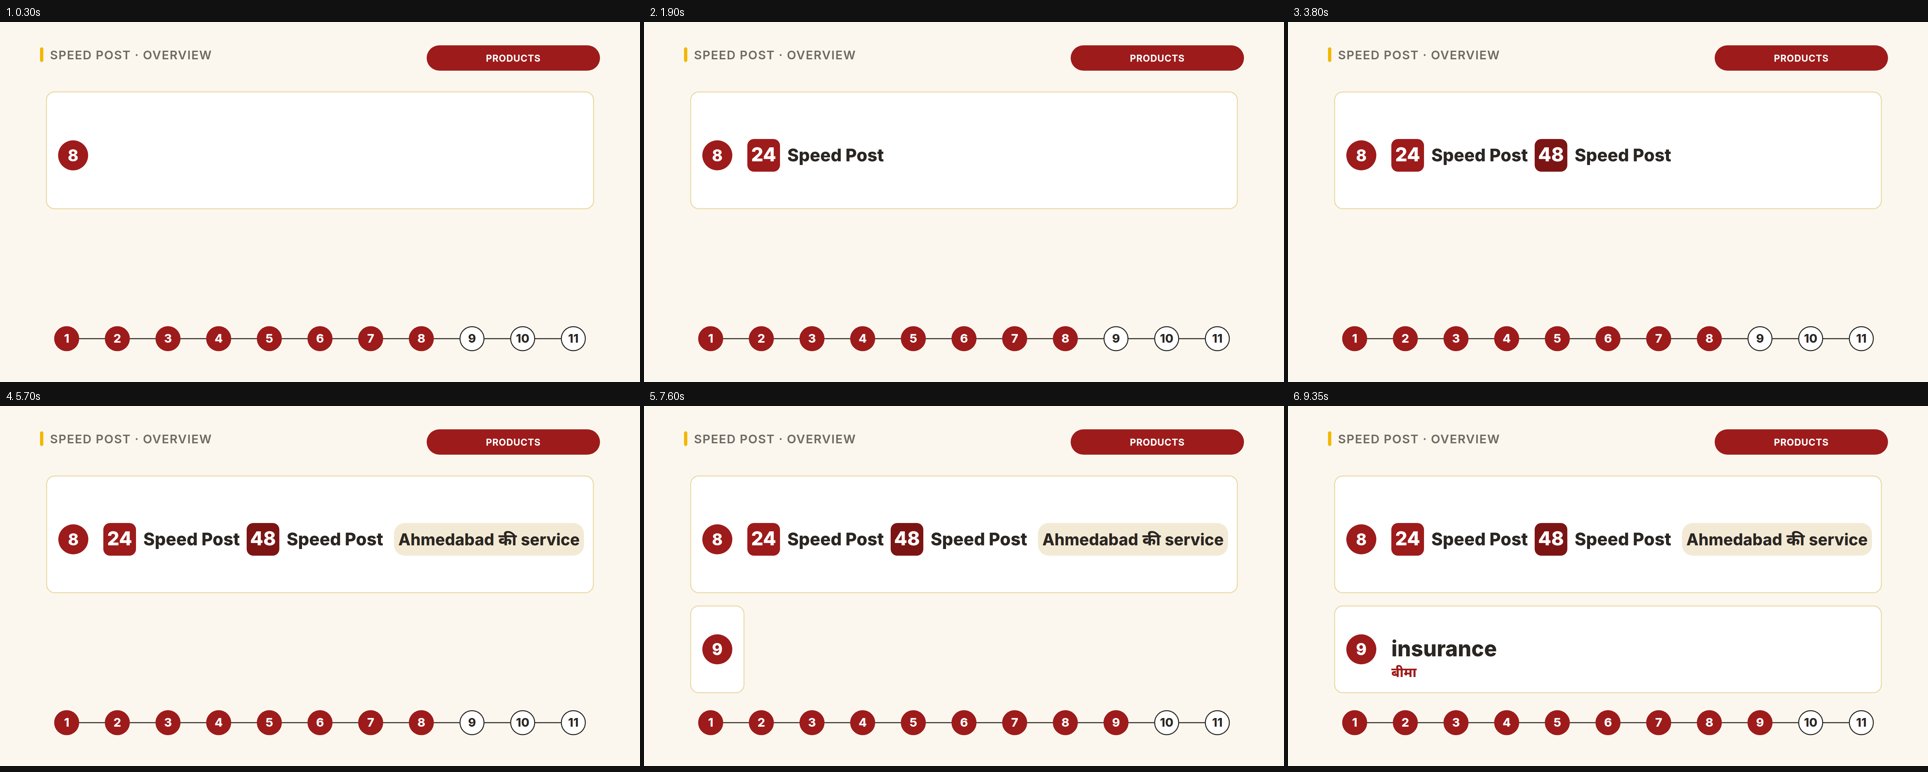 1. 0.30s
SPEED POST · OVERVIEW
PRODUCTS
8
1 2 3 4 5 6 7 8 9 10 11
2. 1.90s
SPEED POST · OVERVIEW
PRODUCTS
8 24 Speed Post
1 2 3 4 5 6 7 8 9 10 11
3. 3.80s
SPEED POST · OVERVIEW
PRODUCTS
8 24 Speed Post 48 Speed Post
1 2 3 4 5 6 7 8 9 10 11
4. 5.70s
SPEED POST · OVERVIEW
PRODUCTS
8 24 Speed Post 48 Speed Post Ahmedabad की service
1 2 3 4 5 6 7 8 9 10 11
5. 7.60s
SPEED POST · OVERVIEW
PRODUCTS
8 24 Speed Post 48 Speed Post Ahmedabad की service
9
1 2 3 4 5 6 7 8 9 10 11
6. 9.35s
SPEED POST · OVERVIEW
PRODUCTS
8 24 Speed Post 48 Speed Post Ahmedabad की service
9 insurance
बीमा
1 2 3 4 5 6 7 8 9 10 11